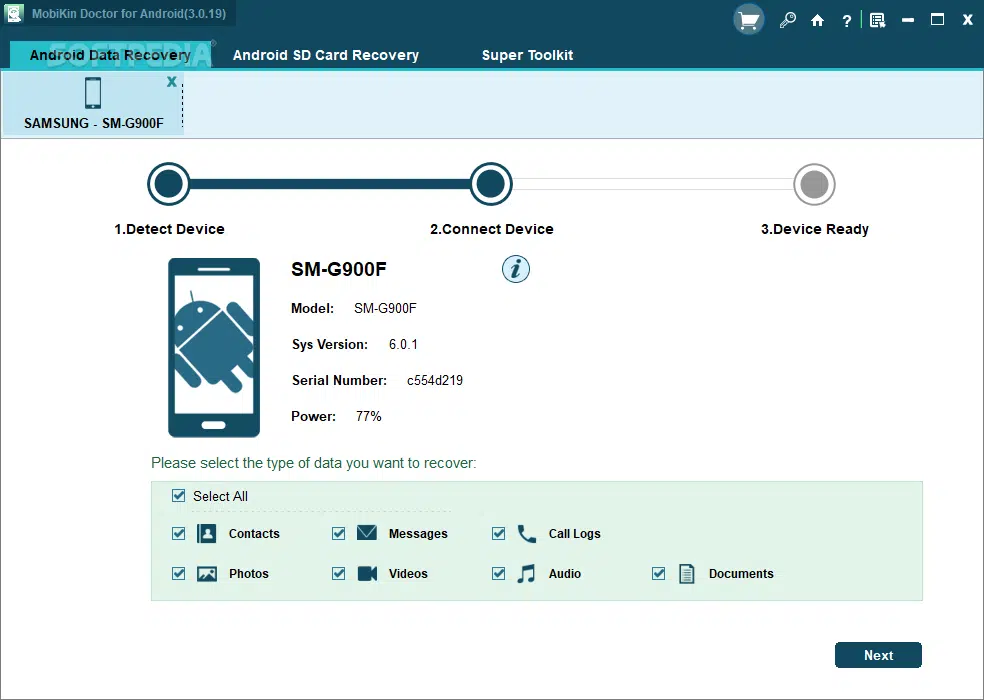 MobiKin Doctor for Android(3.0.19)
SOFTPEDIA
Android Data Recovery Android SD Card Recovery Super Toolkit
SAMSUNG - SM-G900F
1.Detect Device 2.Connect Device 3.Device Ready
SM-G900F
Model: SM-G900F
Sys Version: 6.0.1
Serial Number: c554d219
Power: 77%
Please select the type of data you want to recover:
Select All
Contacts Messages Call Logs
Photos Videos Audio Documents
Next